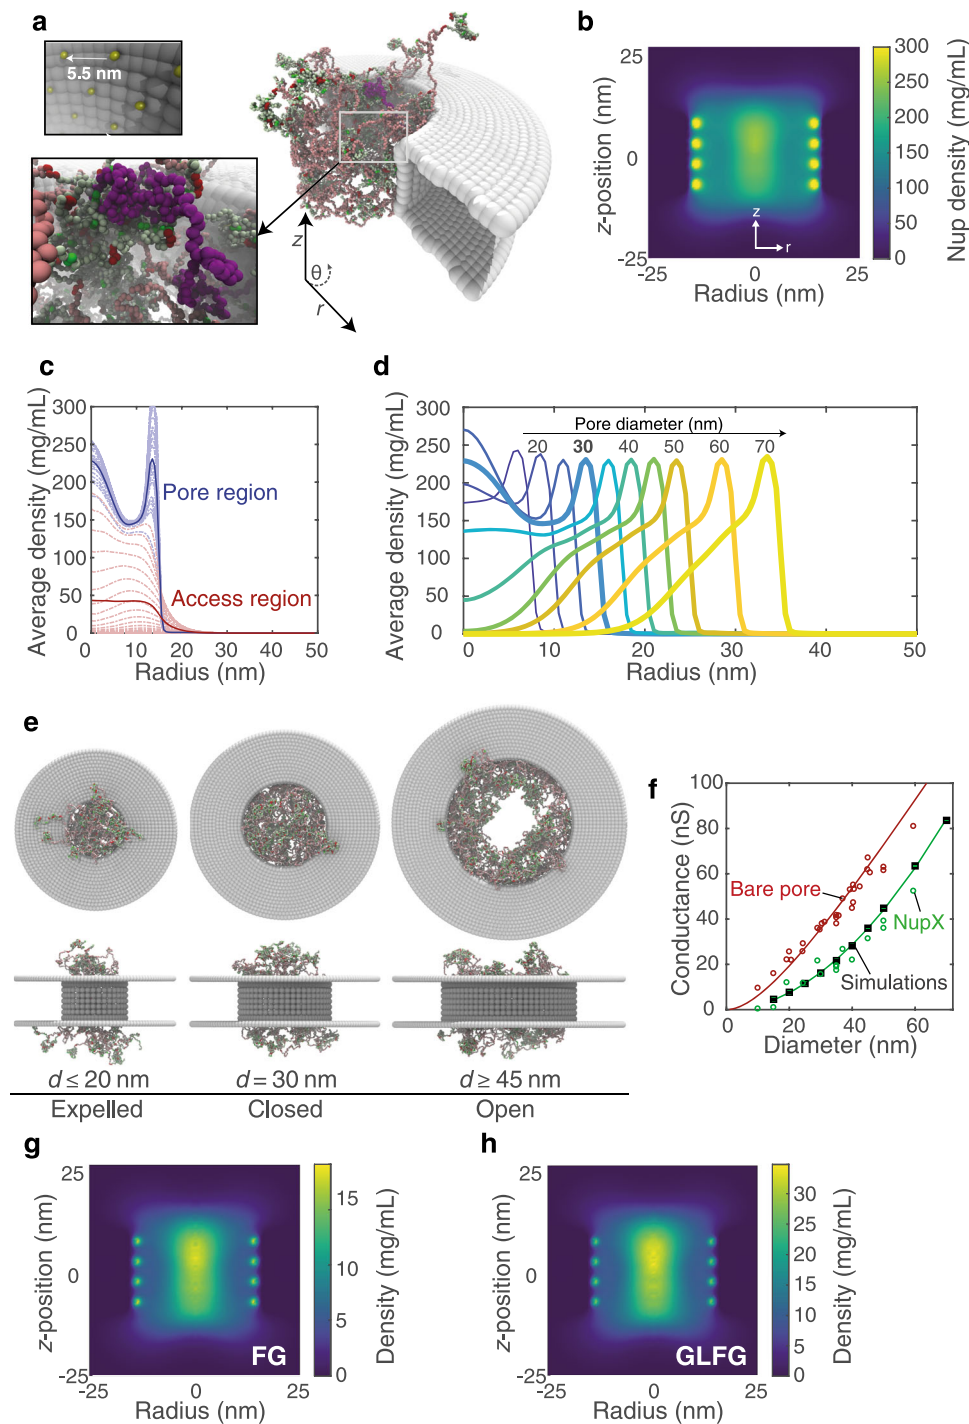 a
5.5 nm
z
θ
r
b
25
0
-25
z-position (nm)
z
r
-25
0
25
Radius (nm)
300
250
200
150
100
50
0
Nup density (mg/mL)
c
300
250
200
150
100
50
0
Average density (mg/mL)
Pore region
Access region
0
10
20
30
40
50
Radius (nm)
d
300
250
200
150
100
50
0
Average density (mg/mL)
Pore diameter (nm)
20
30
40
50
60
70
0
10
20
30
40
50
Radius (nm)
e
d ≤ 20 nm
d = 30 nm
d ≥ 45 nm
Expelled
Closed
Open
f
100
80
60
40
20
0
Conductance (nS)
Bare pore
NupX
Simulations
0
20
40
60
Diameter (nm)
g
25
0
-25
z-position (nm)
FG
-25
0
25
Radius (nm)
15
10
5
0
Density (mg/mL)
h
25
0
-25
z-position (nm)
GLFG
-25
0
25
Radius (nm)
30
25
20
15
10
5
0
Density (mg/mL)